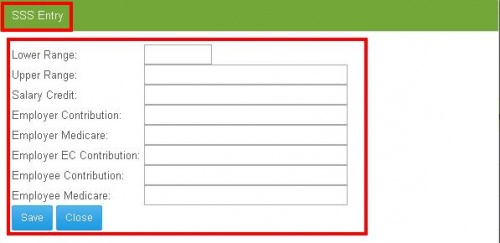 SSS Entry
Lower Range:
Upper Range:
Salary Credit:
Employer Contribution:
Employer Medicare:
Employer EC Contribution:
Employee Contribution:
Employee Medicare:
Save Close